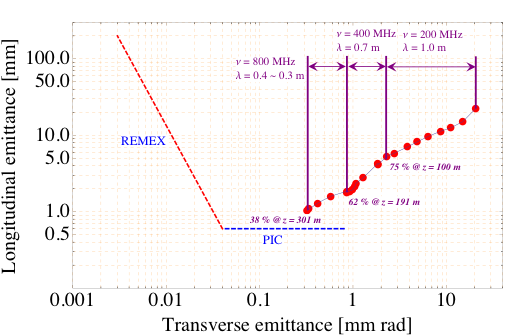 ν = 400 MHz
ν = 200 MHz
λ = 0.7 m
λ = 1.0 m
ν = 800 MHz
λ = 0.4 ~ 0.3 m
Longitudinal emittance [mm]
100.0
50.0
10.0
5.0
1.0
0.5
REMEX
75 % @ z = 100 m
62 % @ z = 191 m
38 % @ z = 301 m
PIC
0.001
0.01
0.1
1
10
Transverse emittance [mm rad]